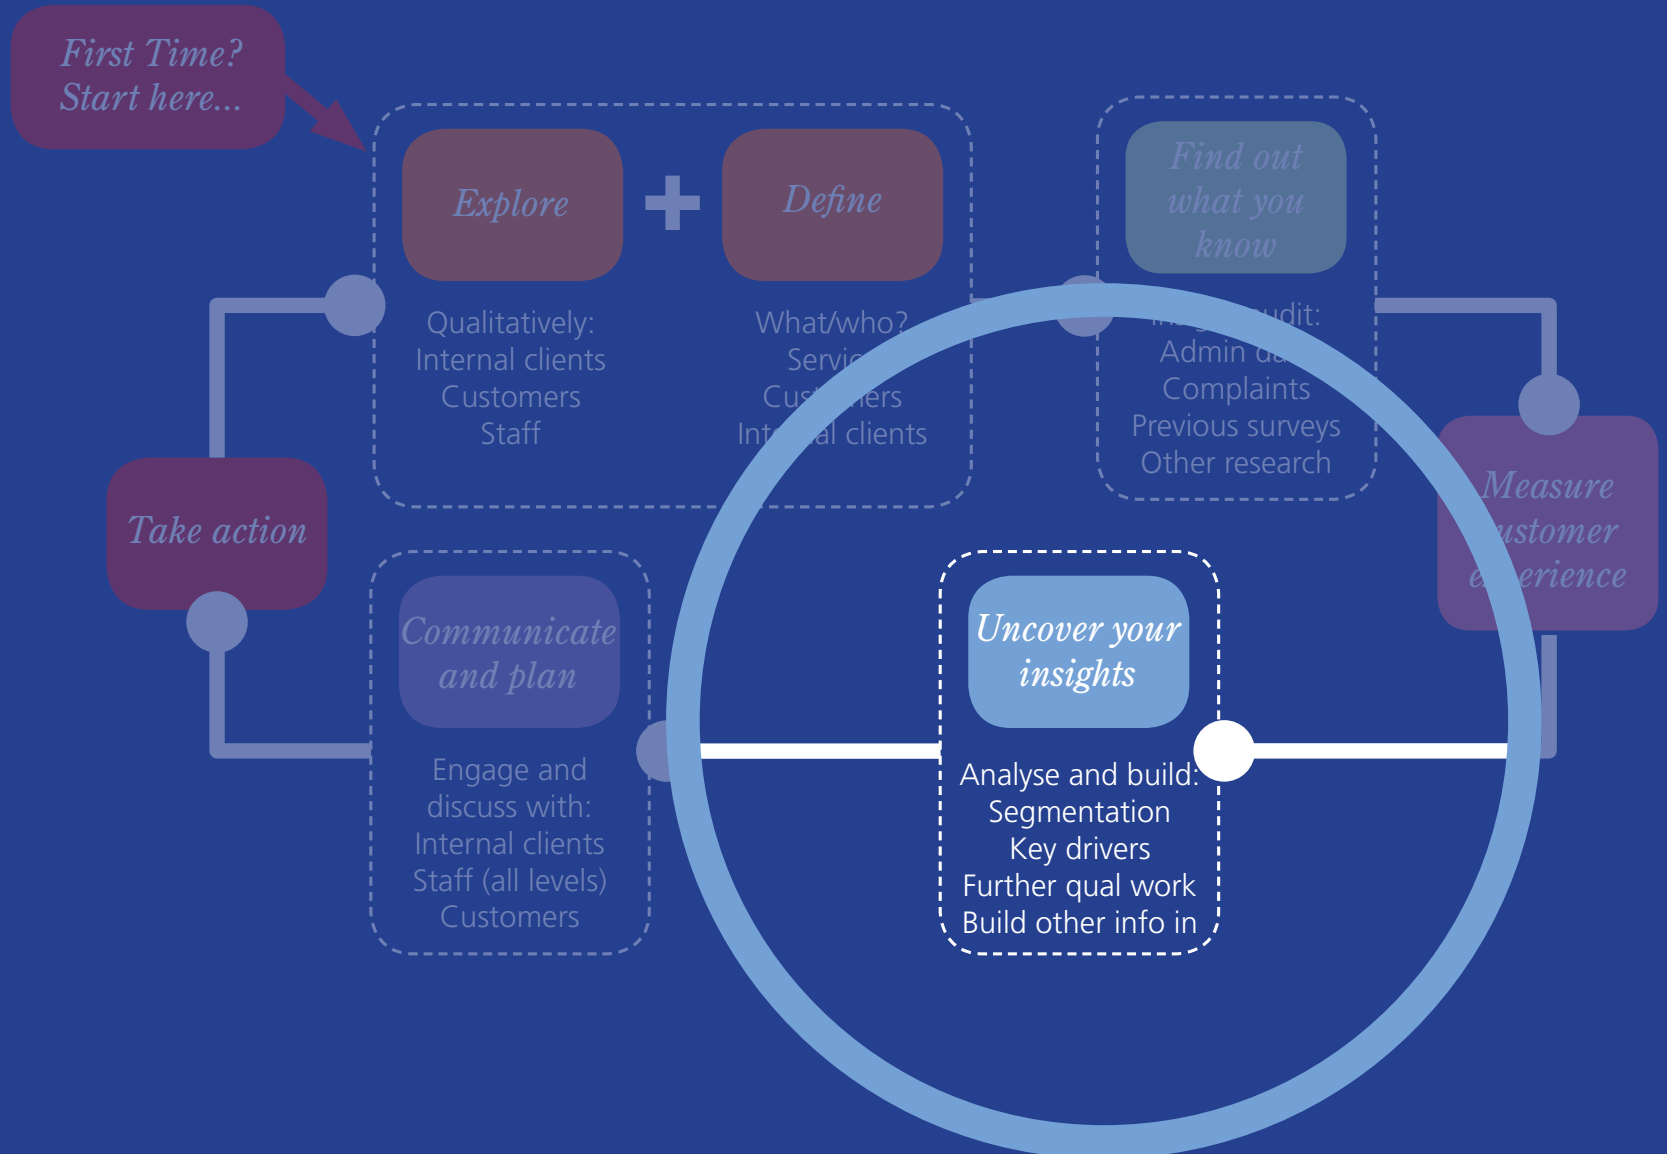 First Time?
Start here...
Explore
Define
Find out
what you
know
Qualitatively:
Internal clients
Customers
Staff
What/who?
clients
audit:
Admin
Complaints
Previous surveys
Other research
Take action
Measure
Communicate
and plan
Engage and
discuss with:
Internal clients
Staff (all levels)
Customers
Uncover your
insights
Analyse and build:
Segmentation
Key drivers
Further qual work
Build other info in